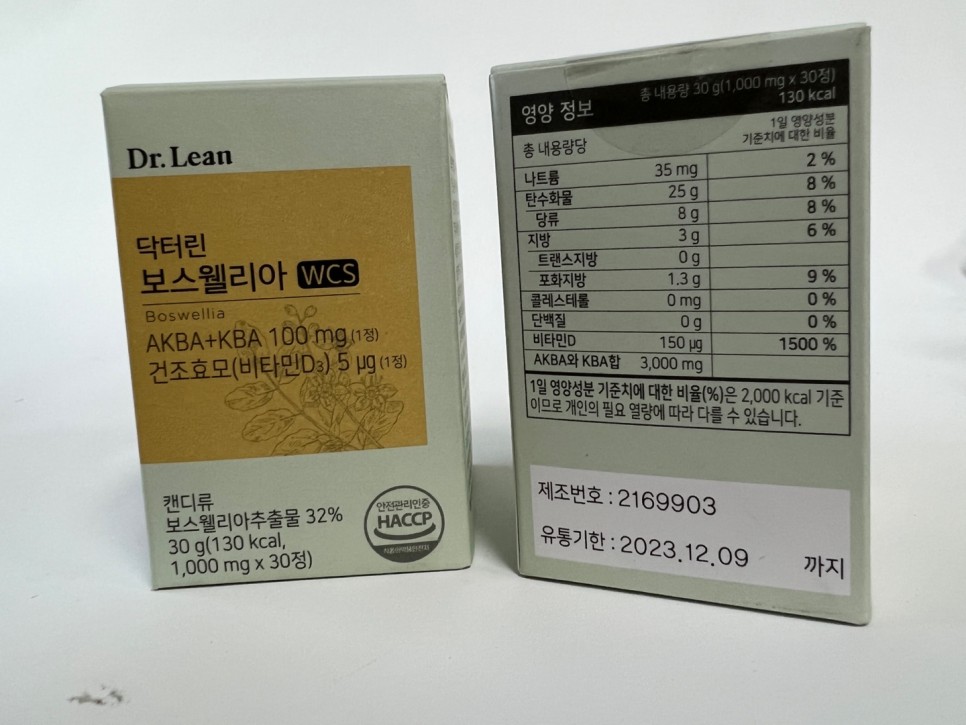 Dr. Lean
닥터린
보스웰리아 WCS
Boswellia
AKBA+KBA 100 mg (1정)
건조효모(비타민D₃) 5 µg (1정)
캔디류
보스웰리아추출물 32%
30 g(130 kcal,
1,000 mg x 30정)
안전관리인증
HACCP
영양 정보
총 내용량 30 g(1,000 mg x 30정)
130 kcal
총 내용량당
1일 영양성분
기준치에 대한 비율
나트륨 35 mg 2 %
탄수화물 25 g 8 %
당류 8 g 8 %
지방 3 g 6 %
트랜스지방 0 g
포화지방 1.3 g 9 %
콜레스테롤 0 mg 0 %
단백질 0 g 0 %
비타민D 150 µg 1500 %
AKBA와 KBA합 3,000 mg
1일 영양성분 기준치에 대한 비율(%)은 2,000 kcal 기준
이므로 개인의 필요 열량에 따라 다를 수 있습니다.
제조번호 : 2169903
유통기한 : 2023.12.09 까지